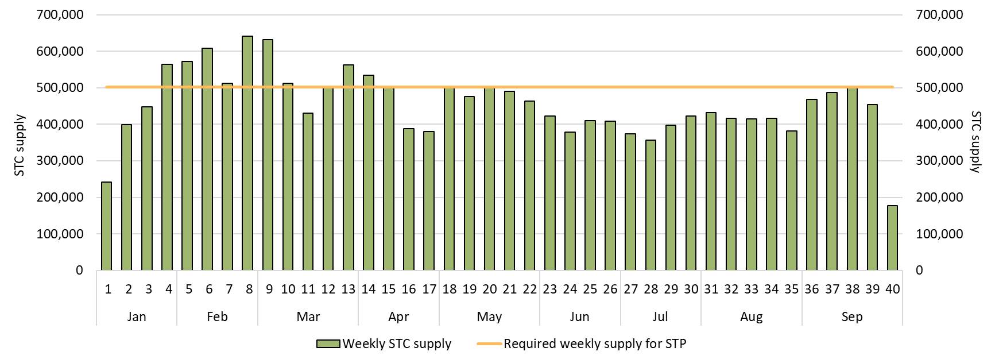 700,000 700,000
600,000 600,000
500,000 500,000
400,000 400,000
300,000 300,000
200,000 200,000
100,000 100,000
0 0
STC supply
STC supply
1 2 3 4 5 6 7 8 9 10 11 12 13 14 15 16 17 18 19 20 21 22 23 24 25 26 27 28 29 30 31 32 33 34 35 36 37 38 39 40
Jan Feb Mar Apr May Jun Jul Aug Sep
Weekly STC supply Required weekly supply for STP